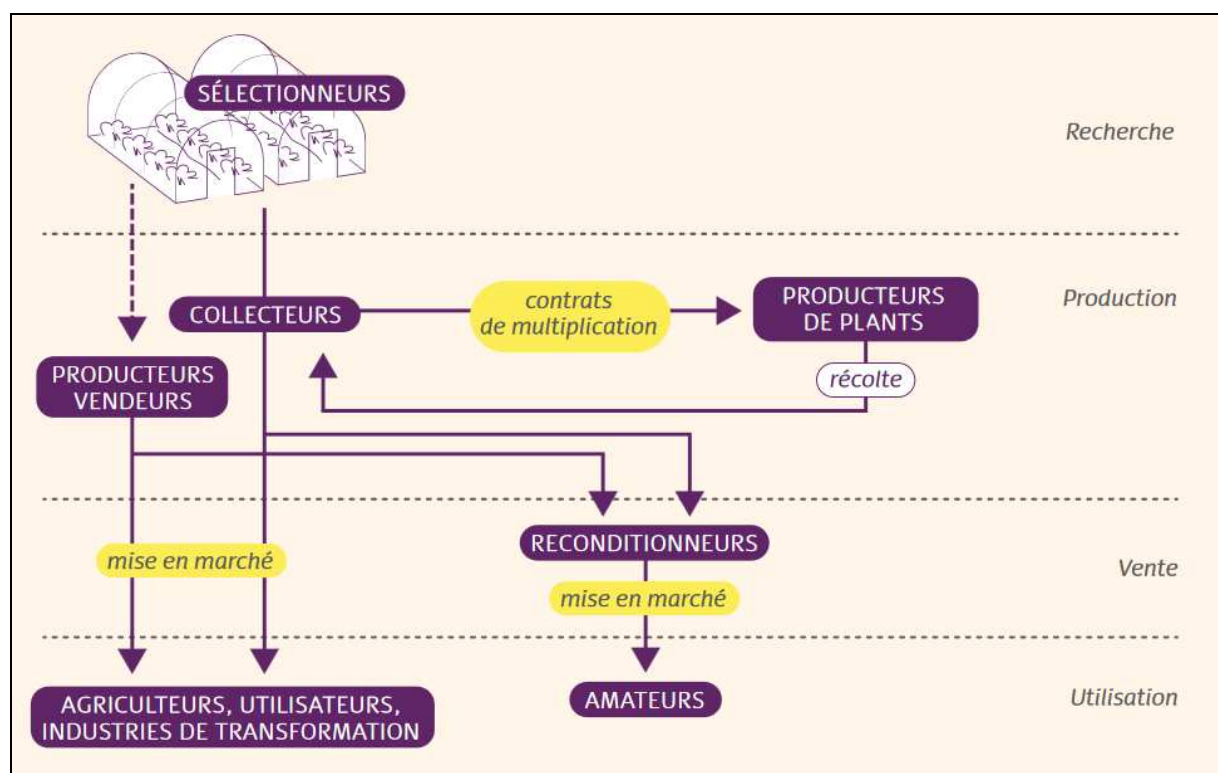 SÉLECTIONNEURS
Recherche
COLLECTEURS
contrats
de multiplication
PRODUCTEURS
DE PLANTS
Production
PRODUCTEURS
VENDEURS
récolte
RECONDITIONNEURS
mise en marché
mise en marché
Vente
AGRICULTEURS, UTILISATEURS,
INDUSTRIES DE TRANSFORMATION
AMATEURS
Utilisation